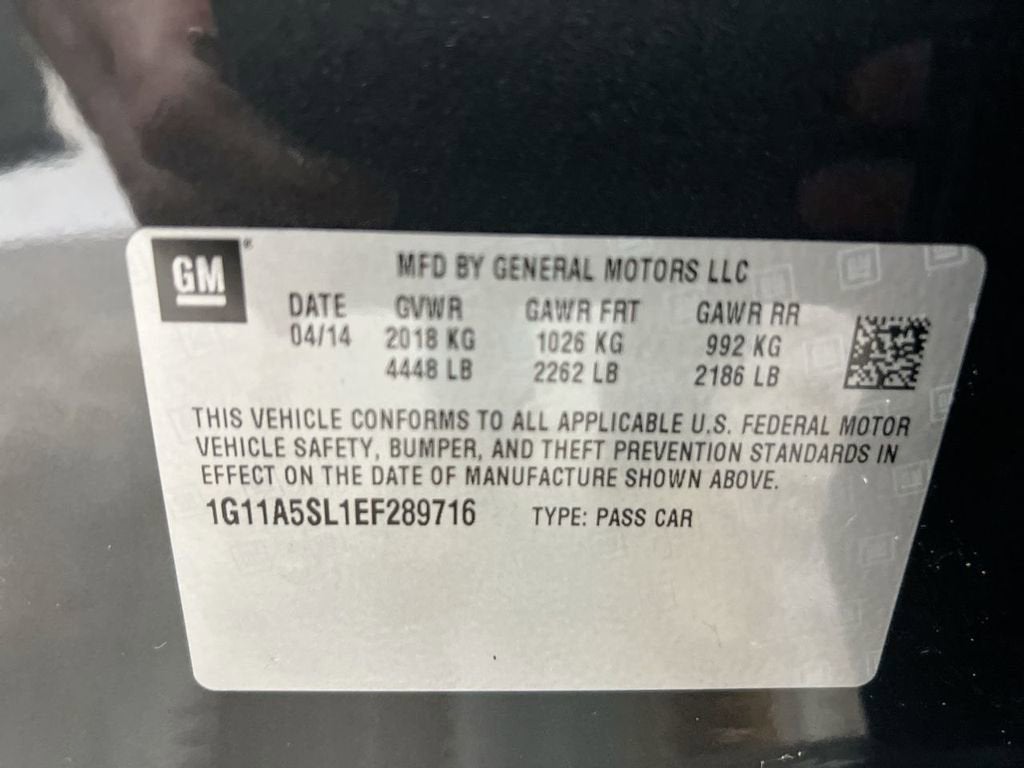 GM
MFD BY GENERAL MOTORS LLC
DATE GVWR GAWR FRT GAWR RR
04/14 2018 KG 1026 KG 992 KG
4448 LB 2262 LB 2186 LB
THIS VEHICLE CONFORMS TO ALL APPLICABLE U.S. FEDERAL MOTOR
VEHICLE SAFETY, BUMPER, AND THEFT PREVENTION STANDARDS IN
EFFECT ON THE DATE OF MANUFACTURE SHOWN ABOVE.
1G11A5SL1EF289716 TYPE: PASS CAR